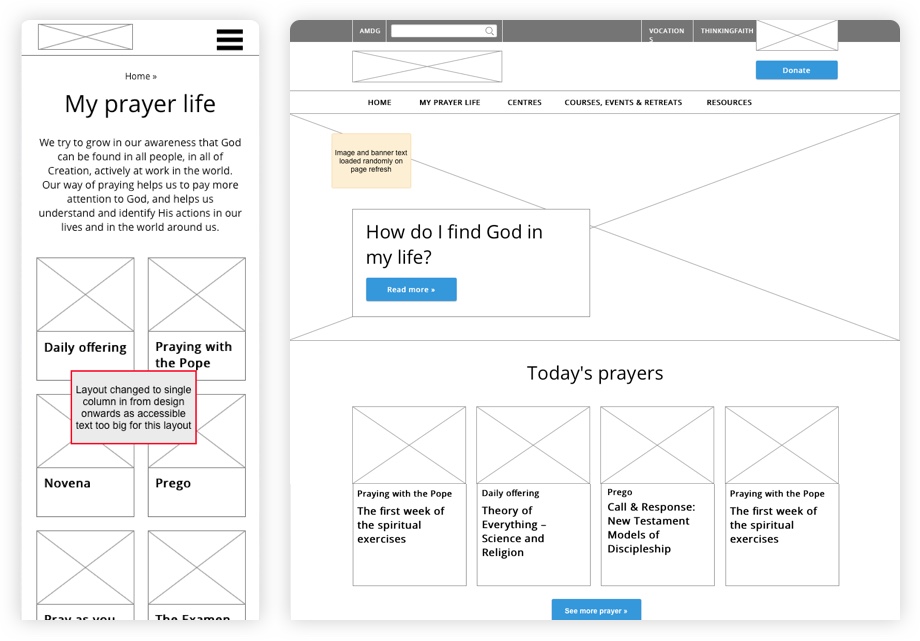 Home »
My prayer life
We try to grow in our awareness that God
can be found in all people, in all of
Creation, actively at work in the world.
Our way of praying helps us to pay more
attention to God, and helps us
understand and identify His actions in our
lives and in the world around us.
Daily offering
Praying with
the Pope
Layout changed to single
column in from design
onwards as accessible
text too big for this layout
Novena
Prego
Pray as you
The Examen
AMDG
VOCATION
S
THINKINGFAITH
Donate
HOME
MY PRAYER LIFE
CENTRES
COURSES, EVENTS & RETREATS
RESOURCES
Image and banner text
loaded randomly on
page refresh
How do I find God in
my life?
Read more »
Today's prayers
Praying with the Pope
The first week of
the spiritual
exercises
Daily offering
Theory of
Everything –
Science and
Religion
Prego
Call & Response:
New Testament
Models of
Discipleship
Praying with the Pope
The first week of
the spiritual
exercises
See more prayer »